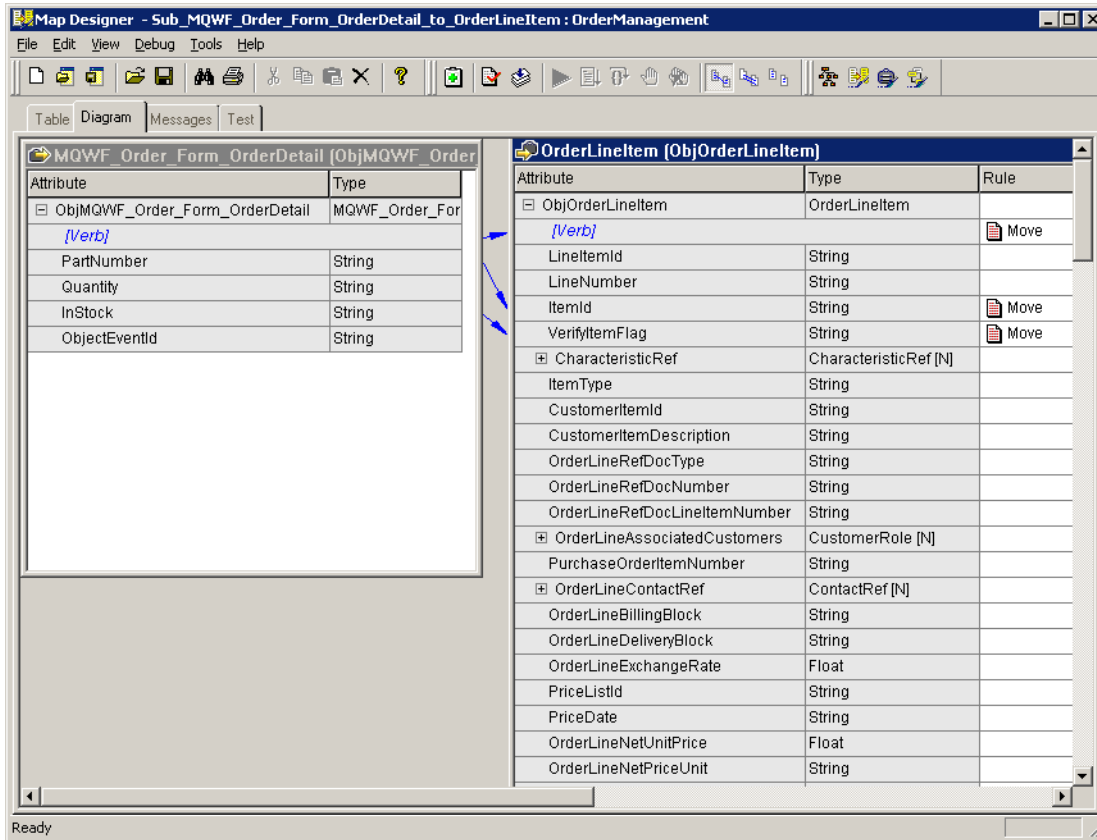 Map Designer - Sub_MQWF_Order_Form_OrderDetail_to_OrderLineItem : OrderManagement
File Edit View Debug Tools Help
Table Diagram Messages Test
MQWF_Order_Form_OrderDetail (ObjMQWF_Order
Attribute Type
ObjMQWF_Order_Form_OrderDetail MQWF_Order_For
[Verb]
PartNumber String
Quantity String
InStock String
ObjectEventId String
OrderLineItem (ObjOrderLineItem)
Attribute Type Rule
ObjOrderLineItem OrderLineItem
[Verb] Move
LineItemId String
LineNumber String
ItemId String Move
VerifyItemFlag String Move
CharacteristicRef CharacteristicRef [N]
ItemType String
CustomerItemId String
CustomerItemDescription String
OrderLineRefDocType String
OrderLineRefDocNumber String
OrderLineRefDocLineItemNumber String
OrderLineAssociatedCustomers CustomerRole [N]
PurchaseOrderItemNumber String
OrderLineContactRef ContactRef [N]
OrderLineBillingBlock String
OrderLineDeliveryBlock String
OrderLineExchangeRate Float
PriceListId String
PriceDate String
OrderLineNetUnitPrice Float
OrderLineNetPriceUnit String
Ready